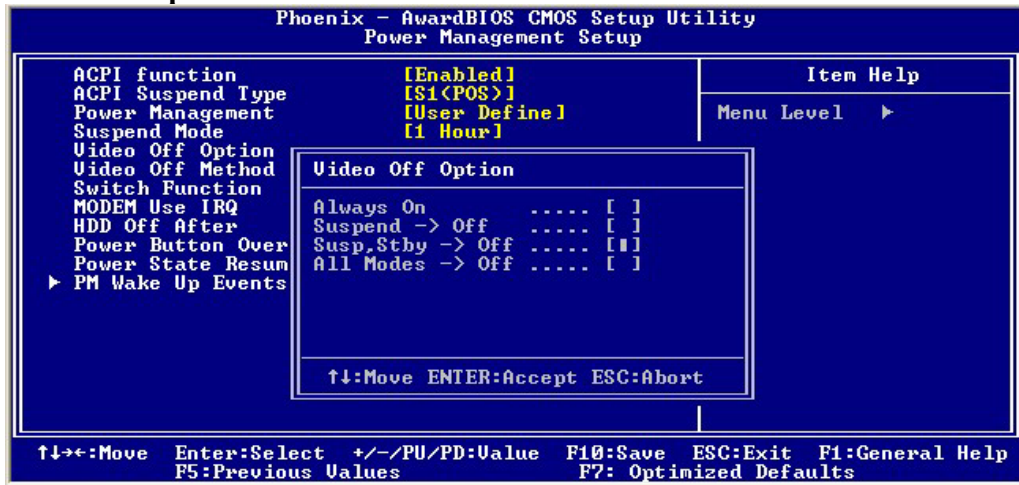 Phoenix - AwardBIOS CMOS Setup Utility
Power Management Setup
ACPI function [Enabled]
ACPI Suspend Type [S1(POS)]
Power Management [User Define]
Suspend Mode [1 Hour]
Video Off Option
Video Off Method
Switch Function
MODEM Use IRQ
HDD Off After
Power Button Over
Power State Resum
► PM Wake Up Events
Video Off Option
Always On ..... [ ]
Suspend -> Off ..... [ ]
Susp,Stby -> Off ..... [▮]
All Modes -> Off ..... [ ]
↑↓:Move ENTER:Accept ESC:Abort
Item Help
Menu Level ►
↑↓→←:Move Enter:Select +/-/PU/PD:Value F10:Save ESC:Exit F1:General Help
F5:Previous Values F7: Optimized Defaults